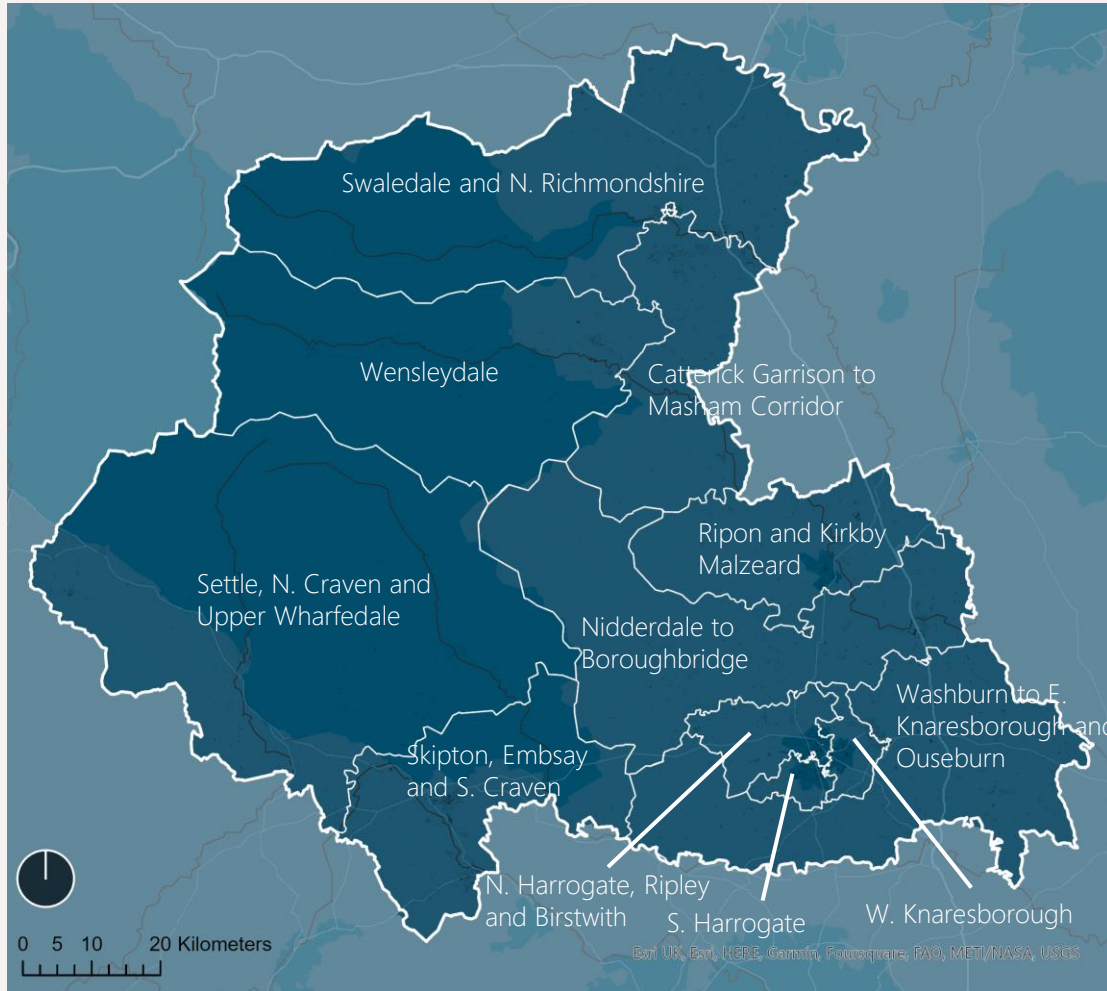 Swaledale and N. Richmondshire
Wensleydale
Catterick Garrison to
Masham Corridor
Ripon and Kirkby
Malzeard
Settle, N. Craven and
Upper Wharfedale
Nidderdale to
Boroughbridge
Washburn to E.
Knaresborough and
Ouseburn
Skipton, Embsay
and S. Craven
N. Harrogate, Ripley
and Birstwith
S. Harrogate
W. Knaresborough
0 5 10 20 Kilometers
Esri UK, Esri, HERE, Garmin, Foursquare, FAO, METI/NASA, USGS